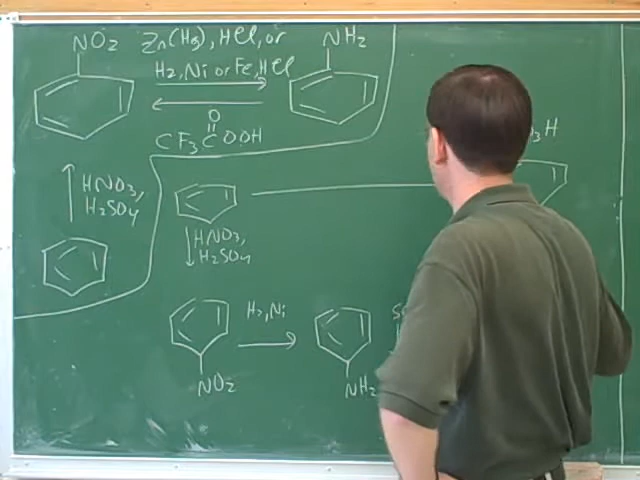 NO2
Zn(Hg), HCl, or
H2, Ni or Fe, HCl
NH2
O
CF3COOH
HNO3,
H2SO4
HNO3,
H2SO4
3H
H2, Ni
NO2
NH2